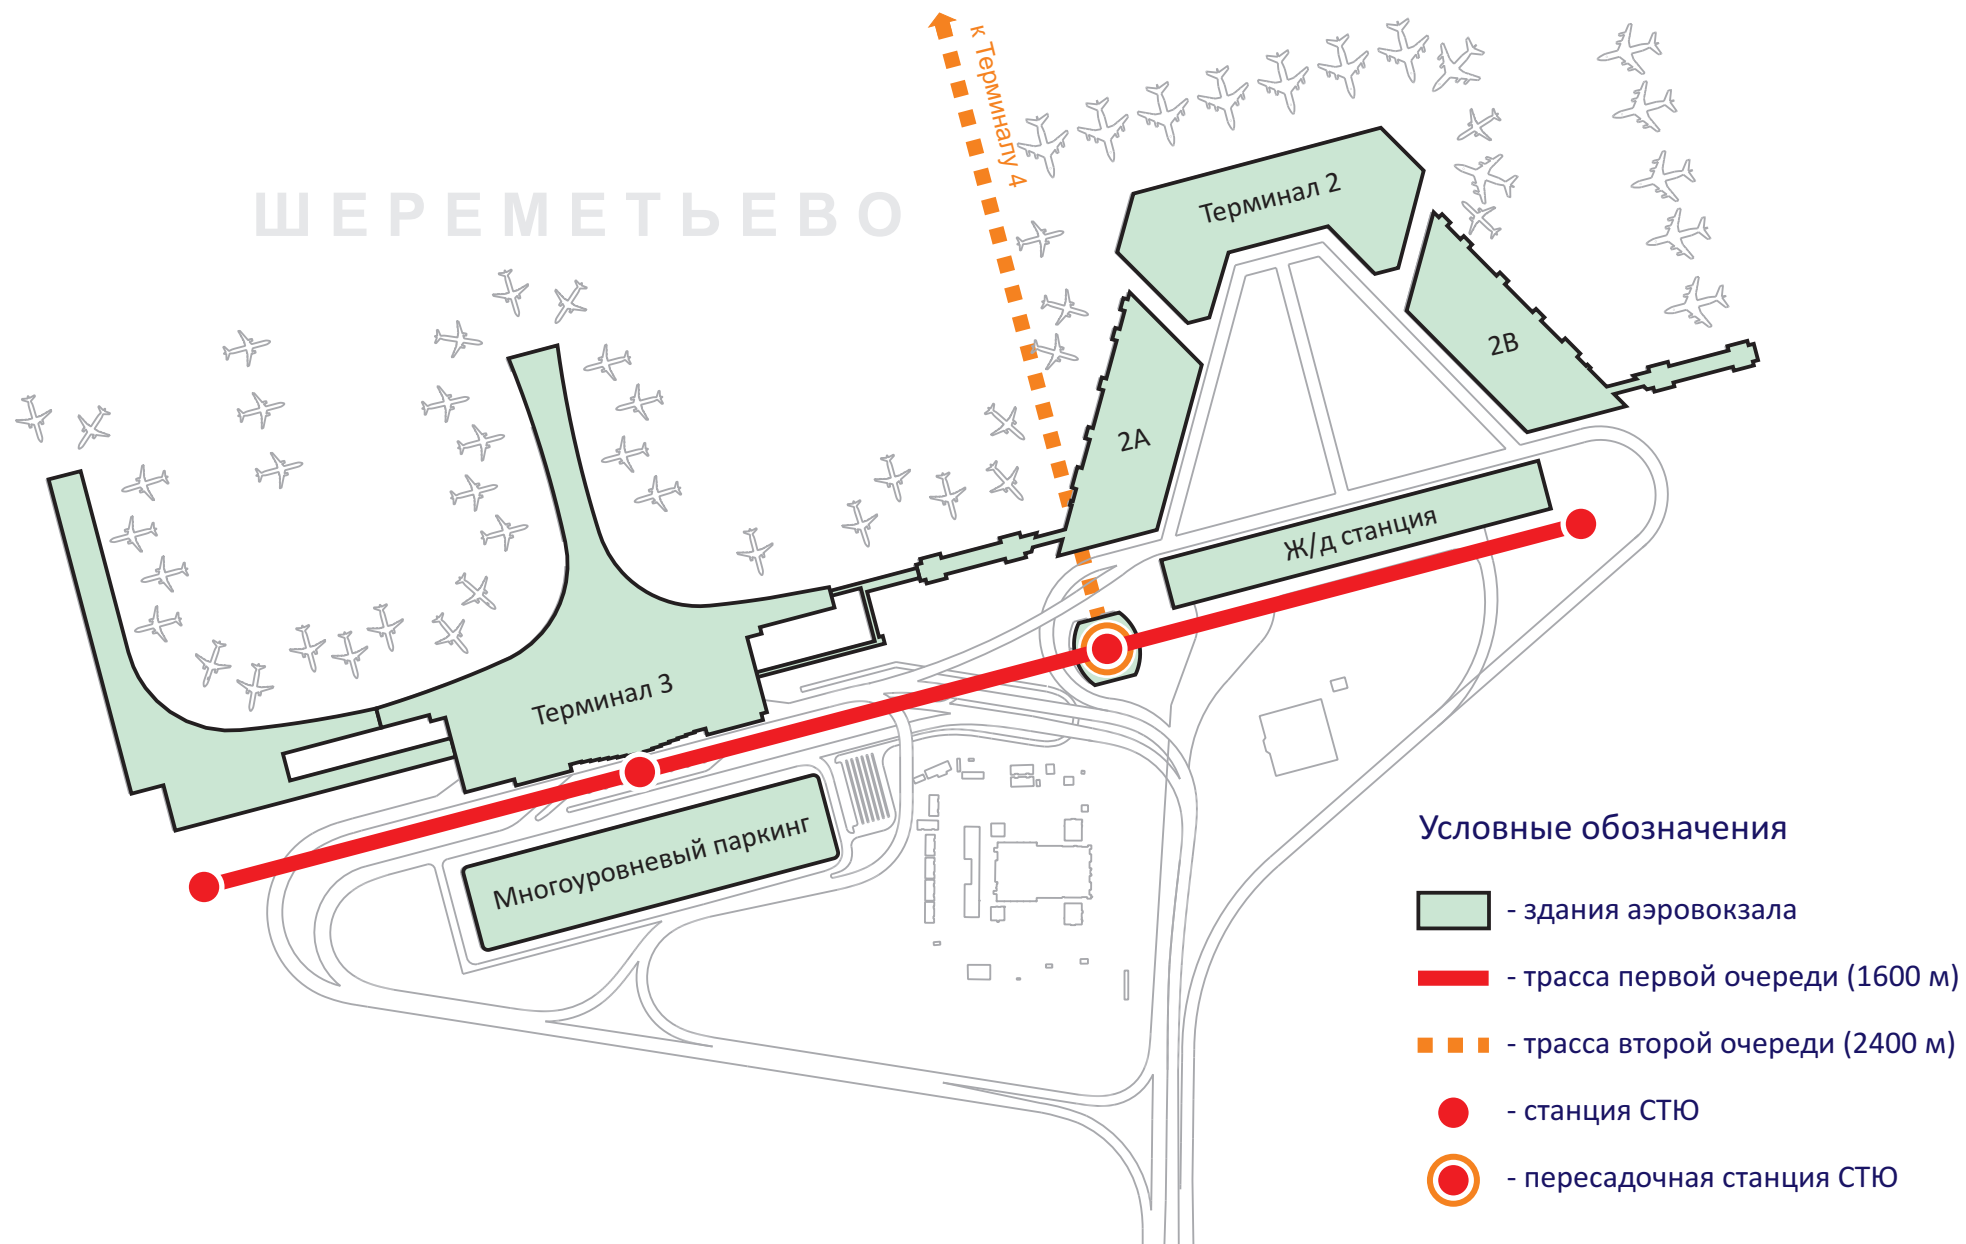 к Терминалу 4
ШЕРЕМЕТЬЕВО
Терминал 2
2В
2А
Ж/д станция
Терминал 3
Многоуровневый паркинг
Условные обозначения
- здания аэровокзала
- трасса первой очереди (1600 м)
- трасса второй очереди (2400 м)
- станция СТЮ
- пересадочная станция СТЮ